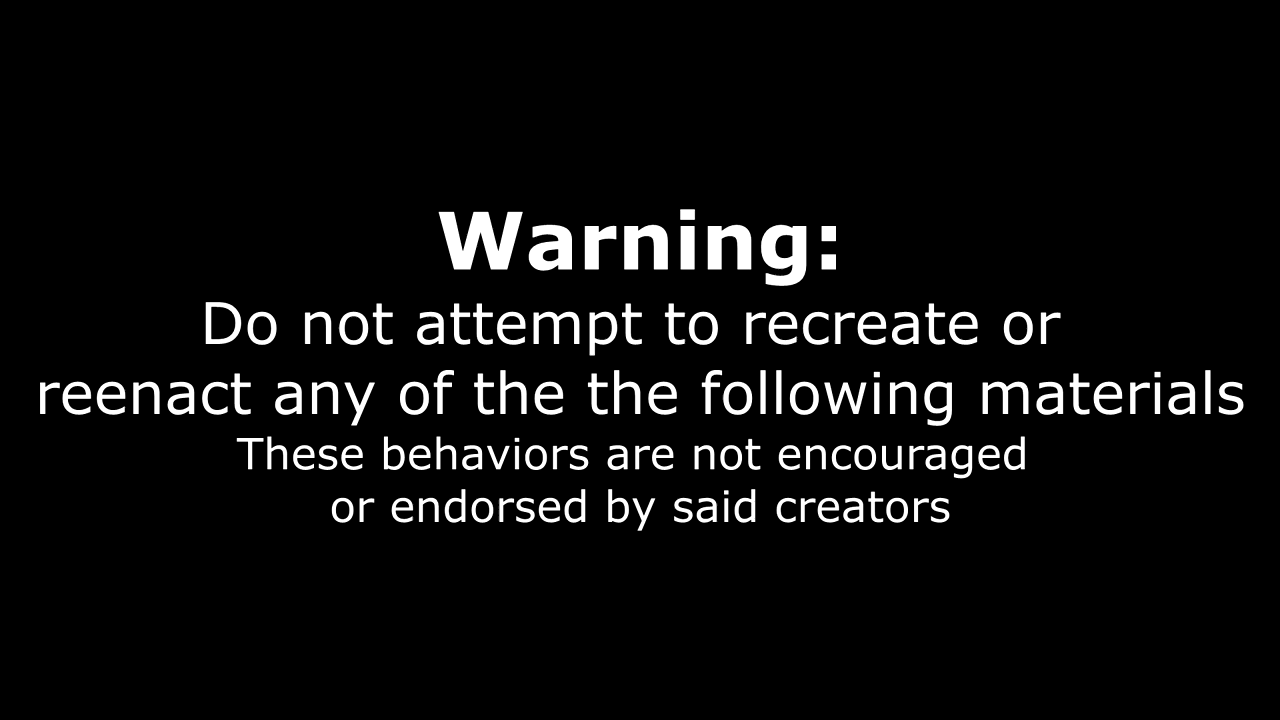 Warning:
Do not attempt to recreate or
reenact any of the the following materials
These behaviors are not encouraged
or endorsed by said creators